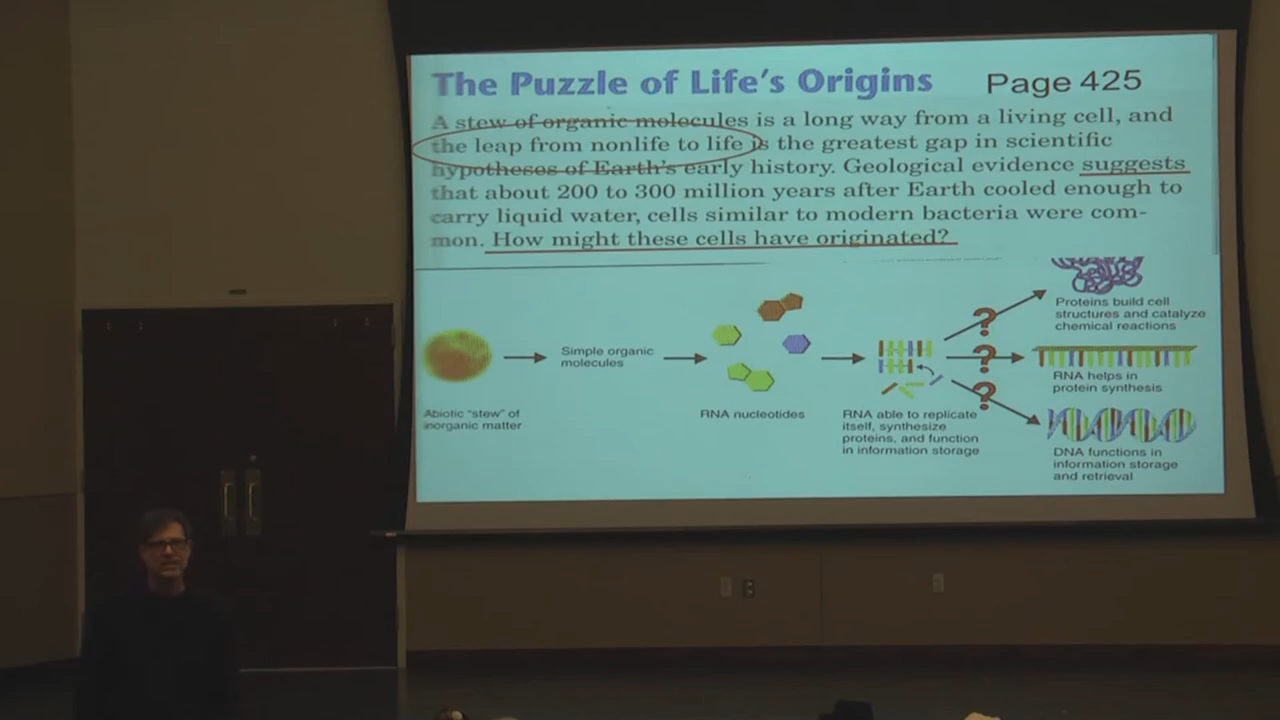 The Puzzle of Life's Origins Page 425
A stew of organic molecules is a long way from a living cell, and
the leap from nonlife to life is the greatest gap in scientific
hypotheses of Earth's early history. Geological evidence suggests
that about 200 to 300 million years after Earth cooled enough to
carry liquid water, cells similar to modern bacteria were com-
mon. How might these cells have originated?
Abiotic "stew" of
inorganic matter
Simple organic
molecules
RNA nucleotides
RNA able to replicate
itself, synthesize
proteins, and function
in information storage
?
?
?
Proteins build cell
structures and catalyze
chemical reactions
RNA helps in
protein synthesis
DNA functions in
information storage
and retrieval